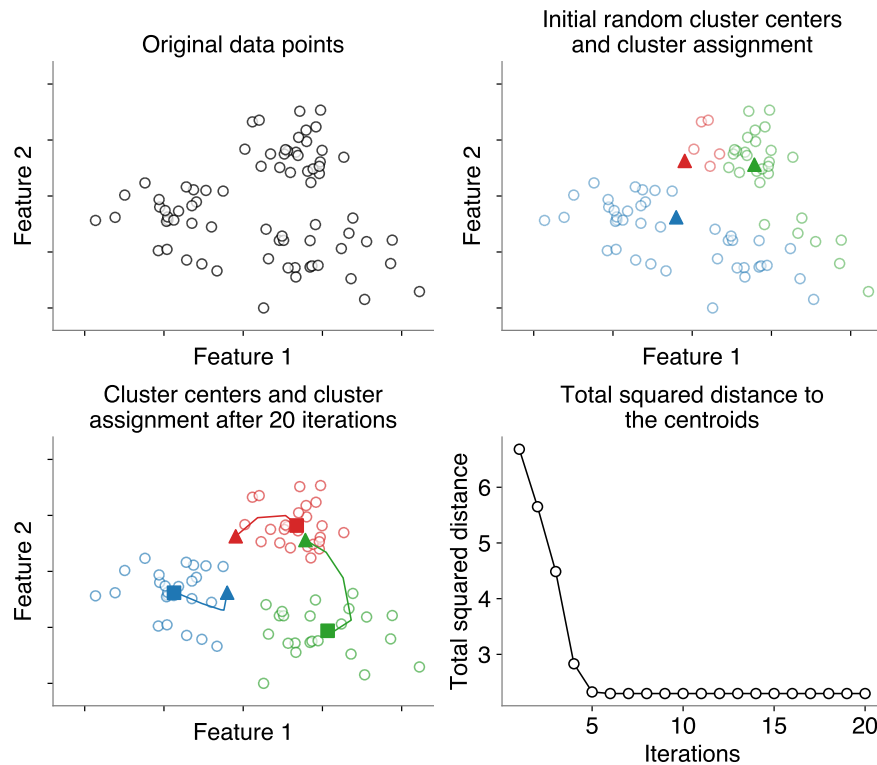 Original data points
Feature 2
Feature 1
Initial random cluster centers
and cluster assignment
Feature 2
Feature 1
Cluster centers and cluster
assignment after 20 iterations
Feature 2
Feature 1
Total squared distance to
the centroids
Total squared distance
6
5
4
3
5
10
15
20
Iterations